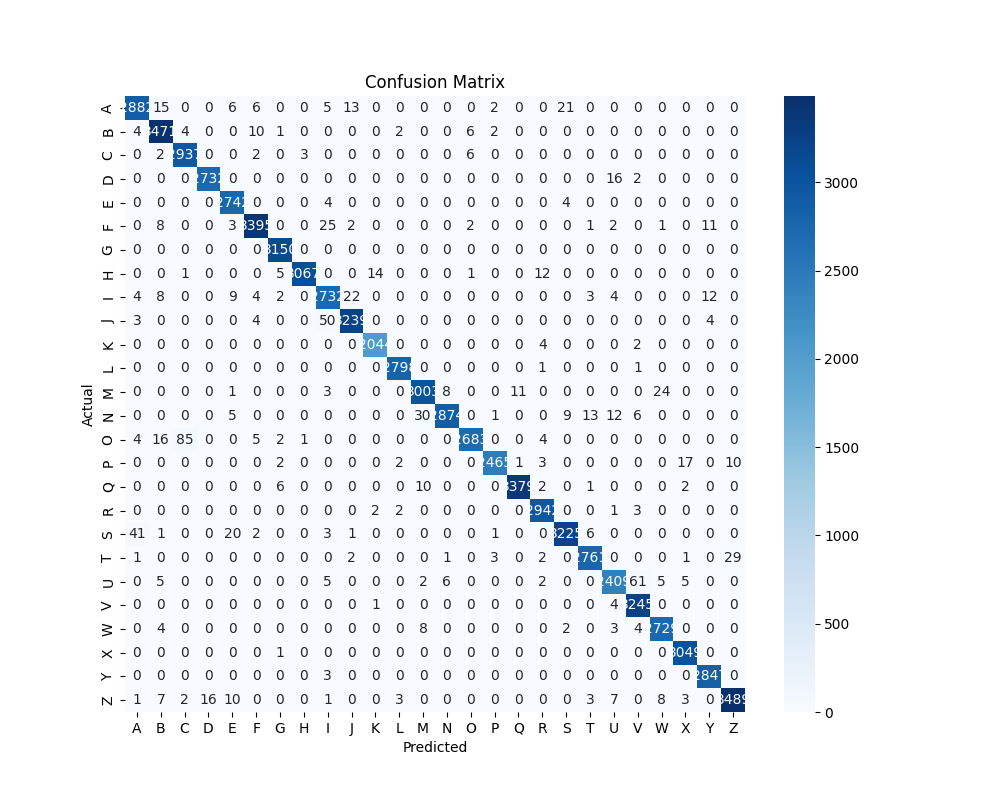 Confusion Matrix
A 2882 15 0 0 6 6 0 0 5 13 0 0 0 0 0 2 0 0 21 0 0 0 0 0 0 0
B 4 3471 4 0 0 10 1 0 0 0 0 2 0 0 6 2 0 0 0 0 0 0 0 0 0 0
C 0 2 2937 0 0 2 0 3 0 0 0 0 0 0 6 0 0 0 0 0 0 0 0 0 0 0
D 0 0 0 2732 0 0 0 0 0 0 0 0 0 0 0 0 0 0 0 0 16 2 0 0 0 0
E 0 0 0 0 2742 0 0 0 4 0 0 0 0 0 0 0 0 0 4 0 0 0 0 0 0 0
F 0 8 0 0 3 3395 0 0 25 2 0 0 0 0 2 0 0 0 0 1 2 0 1 0 11 0
G 0 0 0 0 0 0 3150 0 0 0 0 0 0 0 0 0 0 0 0 0 0 0 0 0 0 0
H 0 0 1 0 0 0 5 3067 0 0 14 0 0 0 1 0 0 12 0 0 0 0 0 0 0 0
I 4 8 0 0 9 4 2 0 2732 22 0 0 0 0 0 0 0 0 0 3 4 0 0 0 12 0
J 3 0 0 0 0 4 0 0 50 3239 0 0 0 0 0 0 0 0 0 0 0 0 0 0 4 0
K 0 0 0 0 0 0 0 0 0 0 2044 0 0 0 0 0 0 4 0 0 0 2 0 0 0 0
L 0 0 0 0 0 0 0 0 0 0 0 2798 0 0 0 0 0 1 0 0 0 1 0 0 0 0
M 0 0 0 0 1 0 0 0 3 0 0 0 3003 8 0 0 11 0 0 0 0 0 24 0 0 0
N 0 0 0 0 5 0 0 0 0 0 0 0 30 2874 0 1 0 0 9 13 12 6 0 0 0 0
O 4 16 85 0 0 5 2 1 0 0 0 0 0 0 2683 0 0 4 0 0 0 0 0 0 0 0
P 0 0 0 0 0 0 2 0 0 0 0 2 0 0 0 2465 1 3 0 0 0 0 0 17 0 10
Q 0 0 0 0 0 0 6 0 0 0 0 0 10 0 0 0 3379 2 0 1 0 0 0 2 0 0
R 0 0 0 0 0 0 0 0 0 0 2 2 0 0 0 0 0 2942 0 0 1 3 0 0 0 0
S 41 1 0 0 20 2 0 0 3 1 0 0 0 0 0 1 0 0 3225 6 0 0 0 0 0 0
T 1 0 0 0 0 0 0 0 0 2 0 0 0 1 0 3 0 2 0 2761 0 0 0 1 0 29
U 0 5 0 0 0 0 0 0 5 0 0 0 2 6 0 0 0 2 0 0 2409 61 5 5 0 0
V 0 0 0 0 0 0 0 0 0 0 1 0 0 0 0 0 0 0 0 0 4 3245 0 0 0 0
W 0 4 0 0 0 0 0 0 0 0 0 0 8 0 0 0 0 0 2 0 3 4 2729 0 0 0
X 0 0 0 0 0 0 1 0 0 0 0 0 0 0 0 0 0 0 0 0 0 0 0 3049 0 0
Y 0 0 0 0 0 0 0 0 3 0 0 0 0 0 0 0 0 0 0 0 0 0 0 0 2847 0
Z 1 7 2 16 10 0 0 0 1 0 0 3 0 0 0 0 0 0 0 3 7 0 8 3 0 3489
A B C D E F G H I J K L M N O P Q R S T U V W X Y Z
Predicted
Actual
3000
2500
2000
1500
1000
500
0